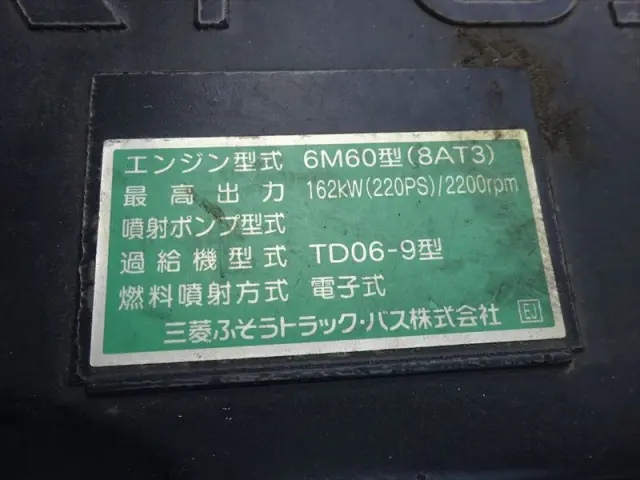 エンジン型式 6M60型(8AT3)
最高出力 162kW(220PS)/2200rpm
噴射ポンプ型式
過給機型式 TD06-9型
燃料噴射方式 電子式
三菱ふそうトラック・バス株式会社 EJ